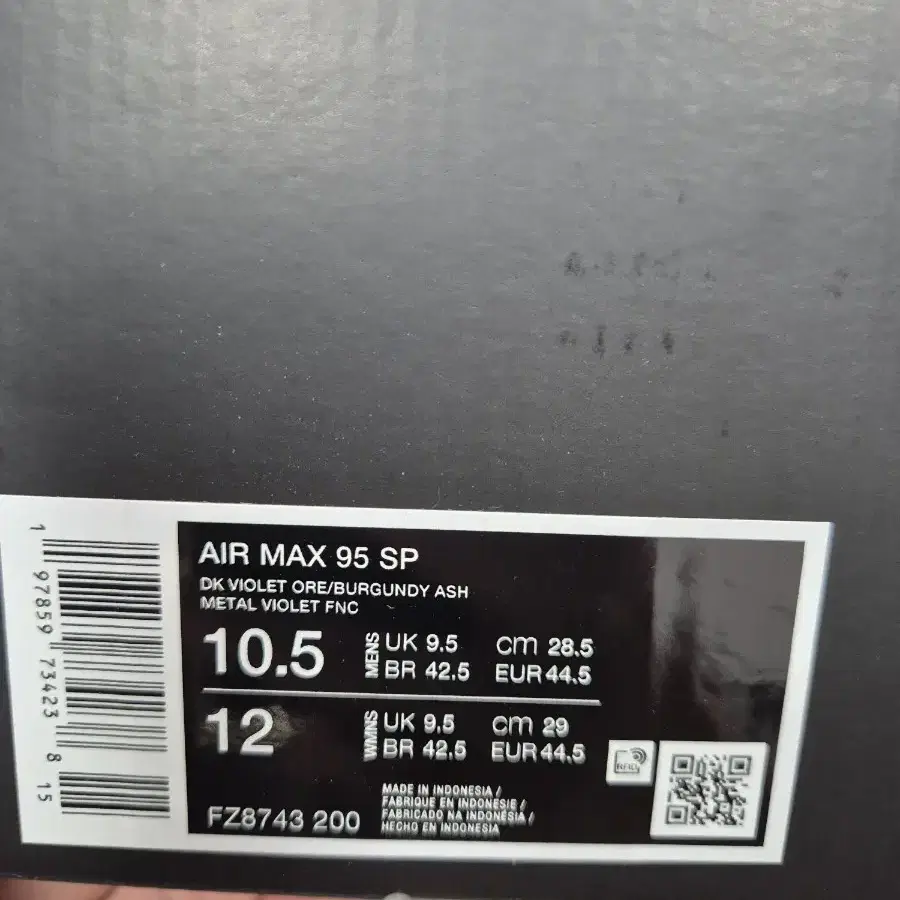 AIR MAX 95 SP
DK VIOLET ORE/BURGUNDY ASH
METAL VIOLET FNC
10.5 MENS UK 9.5 cm 28.5
BR 42.5 EUR 44.5
12 WMNS UK 9.5 cm 29
BR 42.5 EUR 44.5
RFID
FZ8743 200
MADE IN INDONESIA /
FABRIQUE EN INDONESIE /
FABRICADO NA INDONÉSIA /
HECHO EN INDONESIA
1 97859 73423 8 15